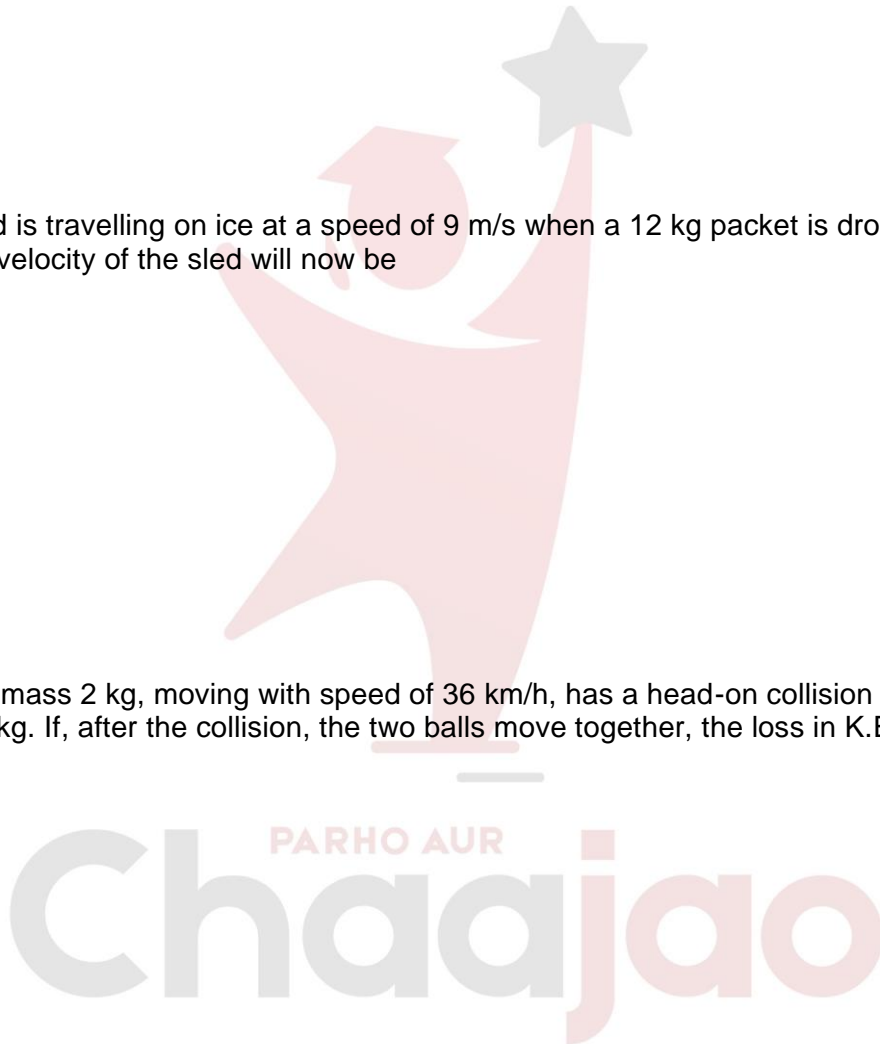 d is travelling on ice at a speed of 9 m/s when a 12 kg packet is dro
velocity of the sled will now be
mass 2 kg, moving with speed of 36 km/h, has a head-on collision
kg. If, after the collision, the two balls move together, the loss in K.E
PARHO AUR
Chaajao